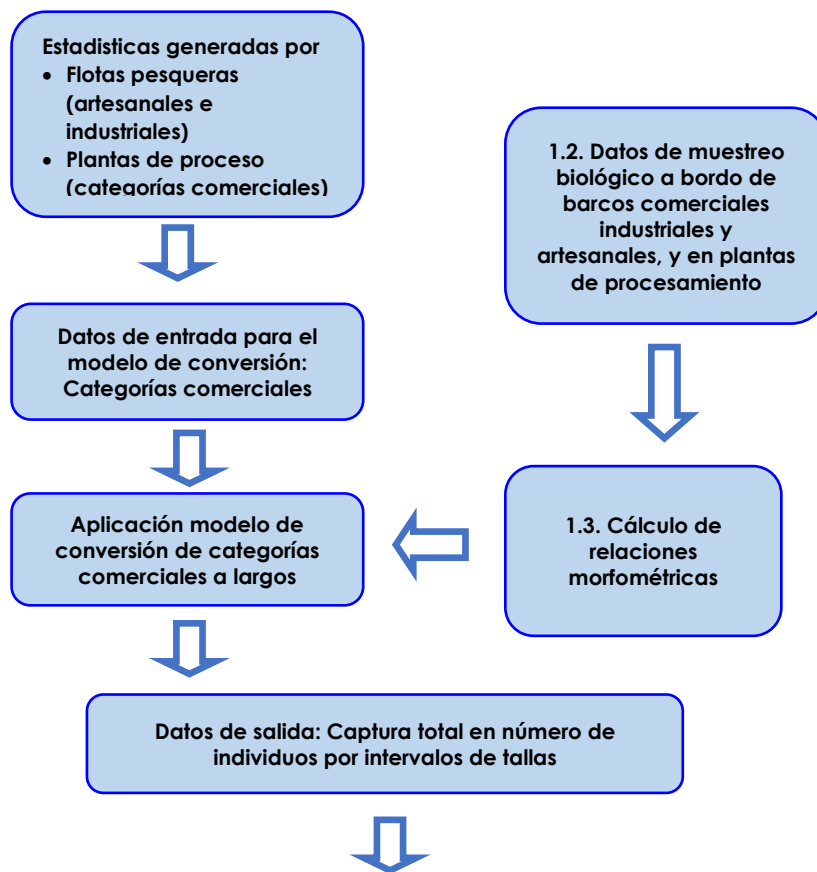 Estadisticas generadas por
• Flotas pesqueras
(artesanales e
industriales)
• Plantas de proceso
(categorías comerciales)
1.2. Datos de muestreo
biológico a bordo de
barcos comerciales
industriales y
artesanales, y en plantas
de procesamiento
Datos de entrada para el
modelo de conversión:
Categorías comerciales
Aplicación modelo de
conversión de categorías
comerciales a largos
1.3. Cálculo de
relaciones
morfométricas
Datos de salida: Captura total en número de
individuos por intervalos de tallas